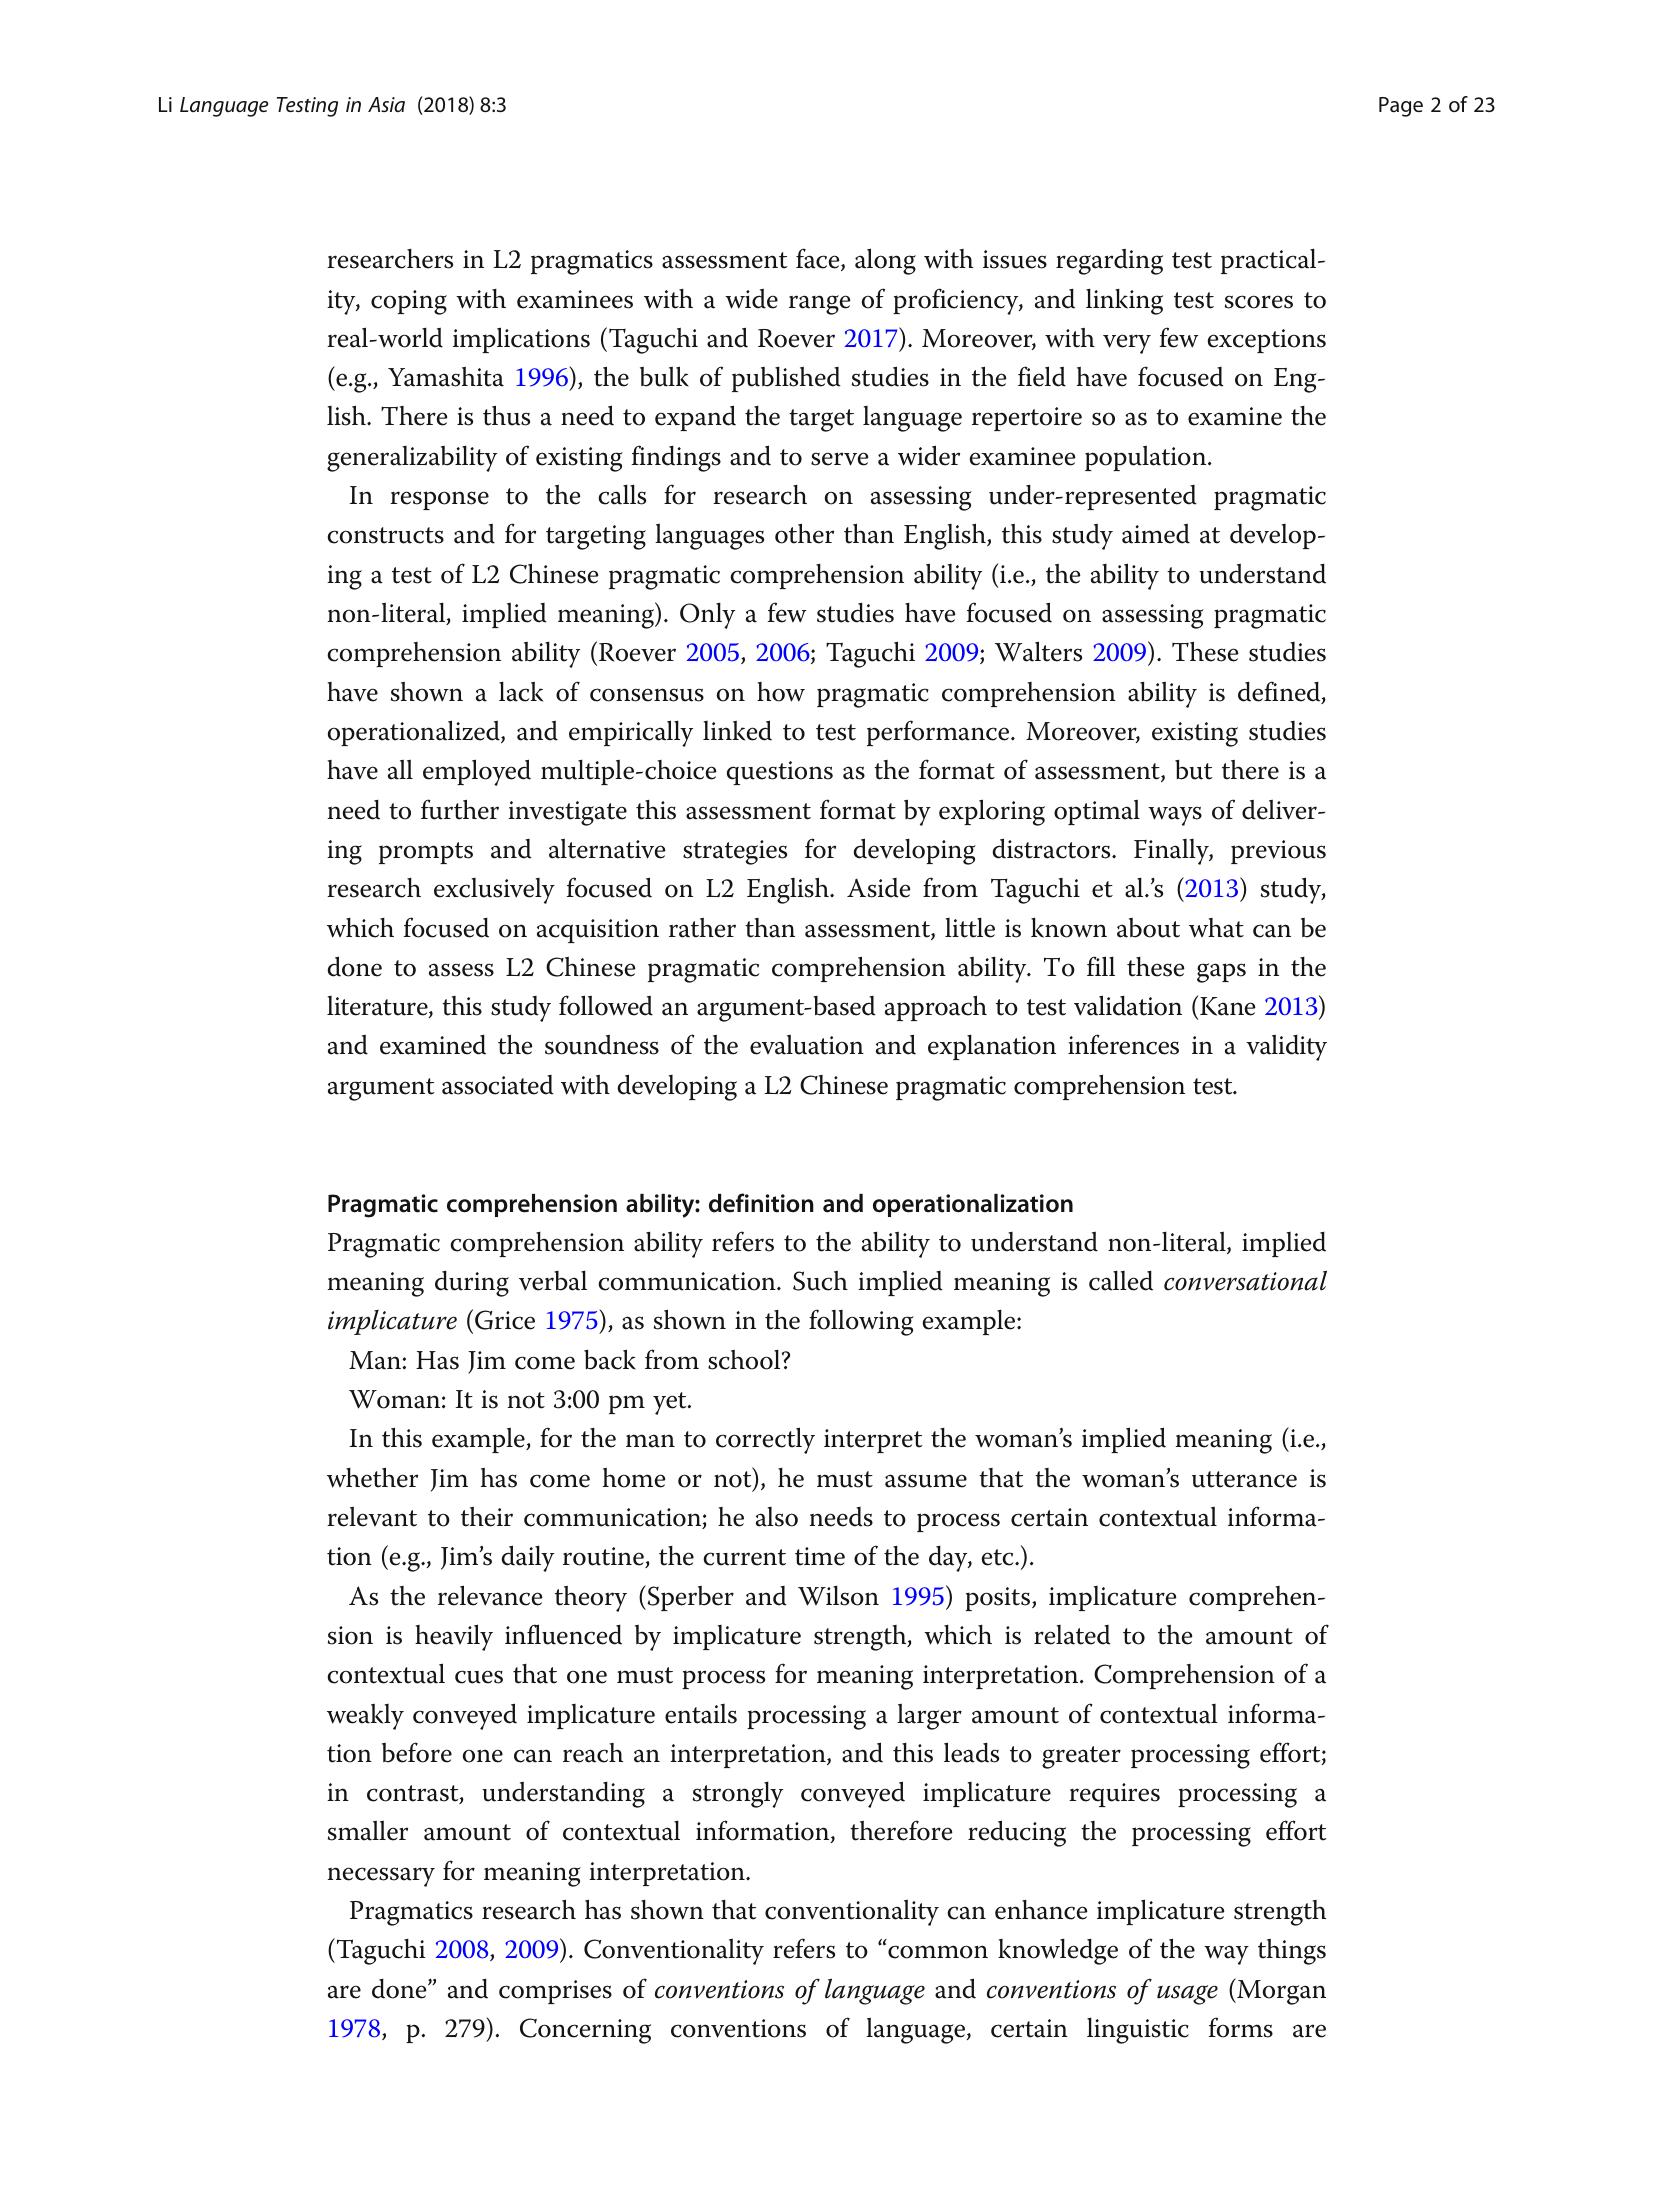 Li Language Testing in Asia (2018) 8:3
Page 2 of 23
researchers in L2 pragmatics assessment face, along with issues regarding test practical-
ity, coping with examinees with a wide range of proficiency, and linking test scores to
real-world implications (Taguchi and Roever 2017). Moreover, with very few exceptions
(e.g., Yamashita 1996), the bulk of published studies in the field have focused on Eng-
lish. There is thus a need to expand the target language repertoire so as to examine the
generalizability of existing findings and to serve a wider examinee population.
In response to the calls for research on assessing under-represented pragmatic
constructs and for targeting languages other than English, this study aimed at develop-
ing a test of L2 Chinese pragmatic comprehension ability (i.e., the ability to understand
non-literal, implied meaning). Only a few studies have focused on assessing pragmatic
comprehension ability (Roever 2005, 2006; Taguchi 2009; Walters 2009). These studies
have shown a lack of consensus on how pragmatic comprehension ability is defined,
operationalized, and empirically linked to test performance. Moreover, existing studies
have all employed multiple-choice questions as the format of assessment, but there is a
need to further investigate this assessment format by exploring optimal ways of deliver-
ing prompts and alternative strategies for developing distractors. Finally, previous
research exclusively focused on L2 English. Aside from Taguchi et al.’s (2013) study,
which focused on acquisition rather than assessment, little is known about what can be
done to assess L2 Chinese pragmatic comprehension ability. To fill these gaps in the
literature, this study followed an argument-based approach to test validation (Kane 2013)
and examined the soundness of the evaluation and explanation inferences in a validity
argument associated with developing a L2 Chinese pragmatic comprehension test.
Pragmatic comprehension ability: definition and operationalization
Pragmatic comprehension ability refers to the ability to understand non-literal, implied
meaning during verbal communication. Such implied meaning is called conversational
implicature (Grice 1975), as shown in the following example:
Man: Has Jim come back from school?
Woman: It is not 3:00 pm yet.
In this example, for the man to correctly interpret the woman’s implied meaning (i.e.,
whether Jim has come home or not), he must assume that the woman’s utterance is
relevant to their communication; he also needs to process certain contextual informa-
tion (e.g., Jim’s daily routine, the current time of the day, etc.).
As the relevance theory (Sperber and Wilson 1995) posits, implicature comprehen-
sion is heavily influenced by implicature strength, which is related to the amount of
contextual cues that one must process for meaning interpretation. Comprehension of a
weakly conveyed implicature entails processing a larger amount of contextual informa-
tion before one can reach an interpretation, and this leads to greater processing effort;
in contrast, understanding a strongly conveyed implicature requires processing a
smaller amount of contextual information, therefore reducing the processing effort
necessary for meaning interpretation.
Pragmatics research has shown that conventionality can enhance implicature strength
(Taguchi 2008, 2009). Conventionality refers to “common knowledge of the way things
are done” and comprises of conventions of language and conventions of usage (Morgan
1978, p. 279). Concerning conventions of language, certain linguistic forms are